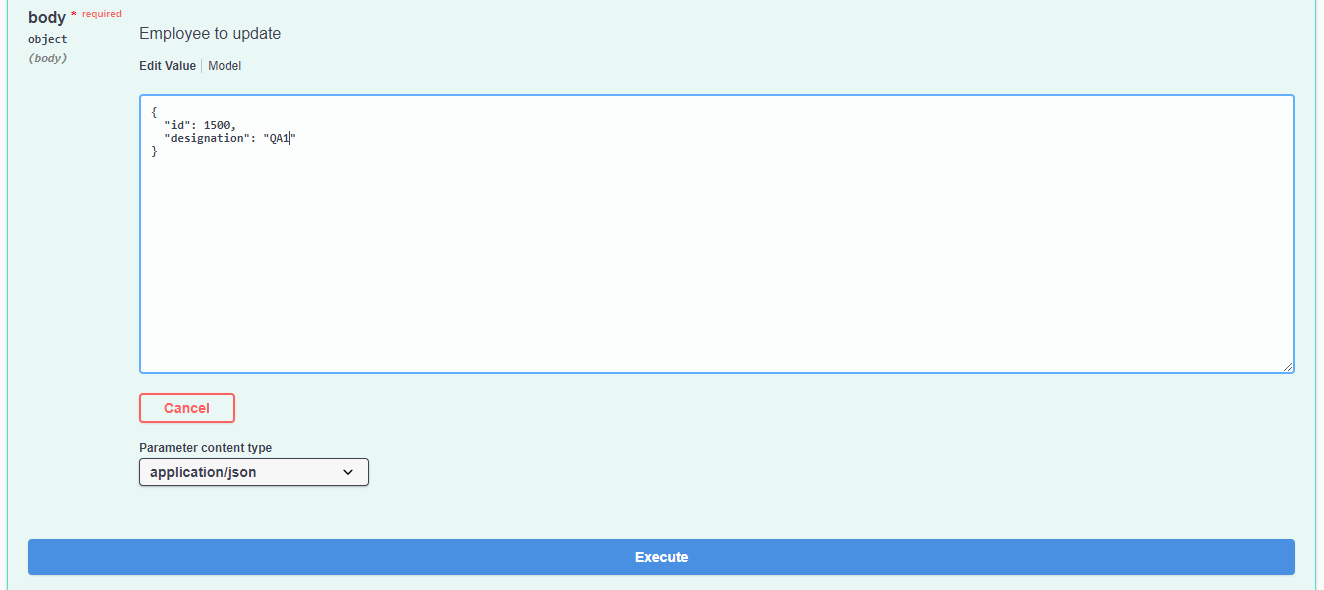 body * required
object
(body)
Employee to update
Edit Value | Model
{
  "id": 1500,
  "designation": "QA1"
}
Cancel
Parameter content type
application/json
Execute